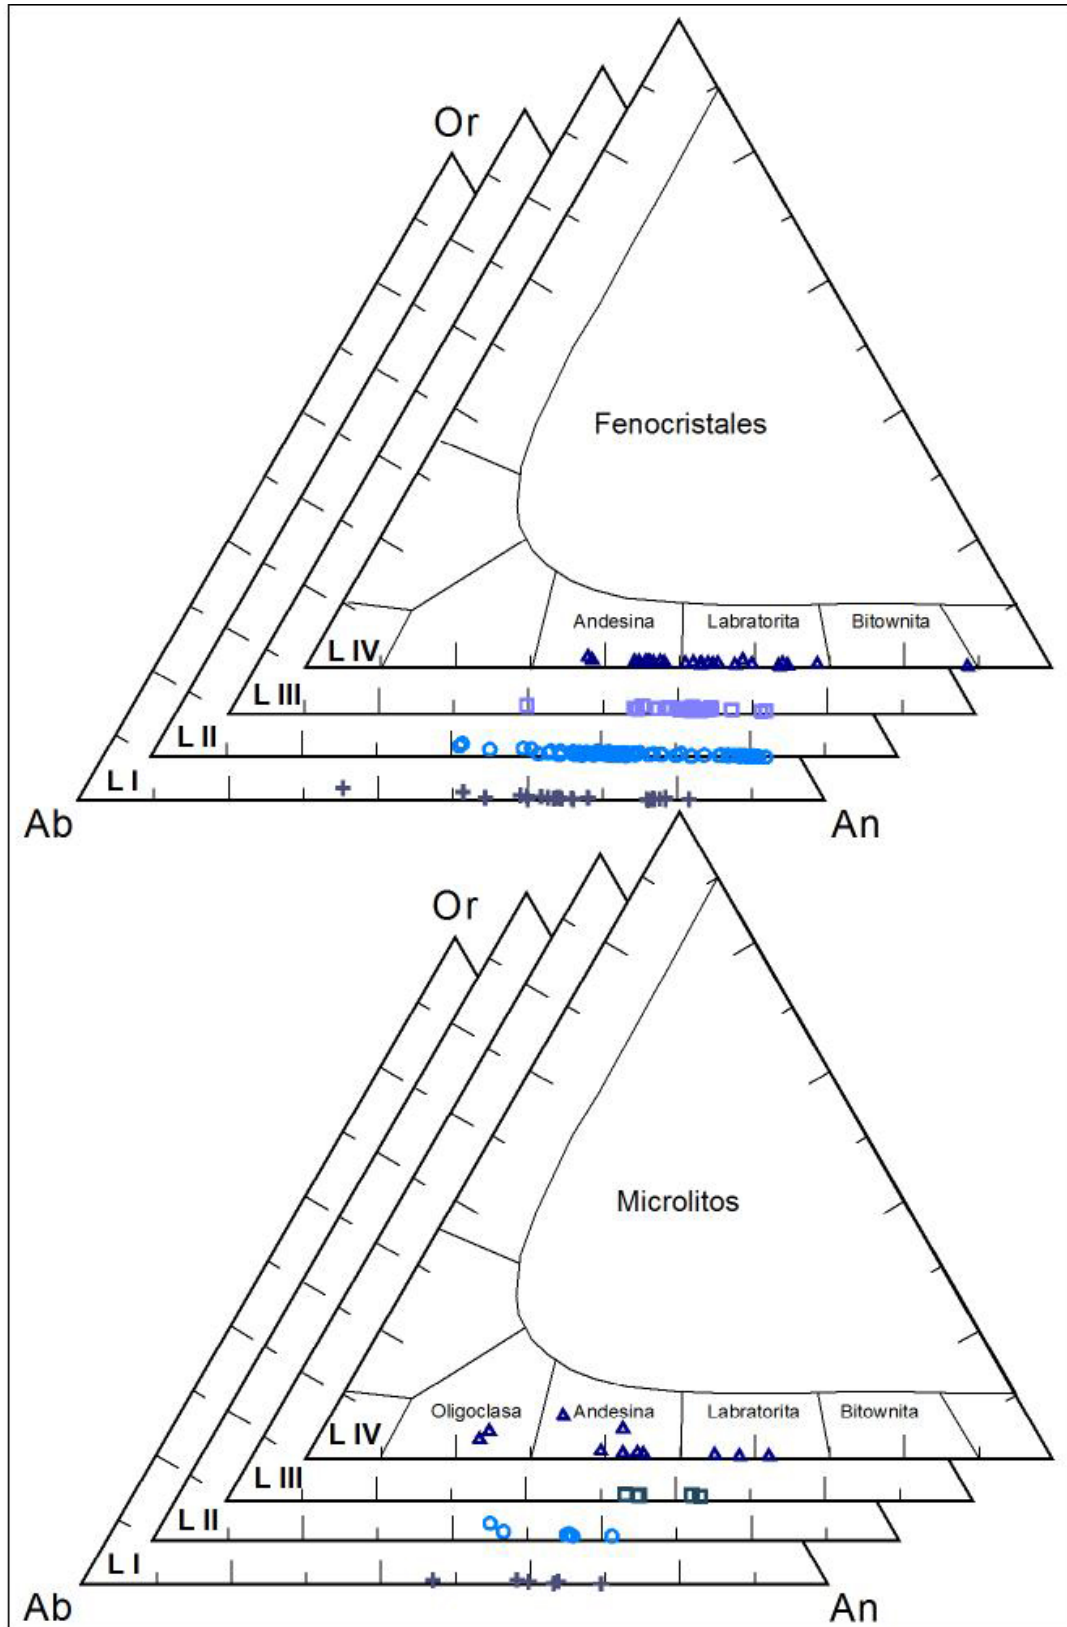 Or
Fenocristales
Andesina Labratorita Bitownita
L IV
L III
L II
L I
Ab An
Or
Microlitos
Oligoclasa Andesina Labratorita Bitownita
L IV
L III
L II
L I
Ab An